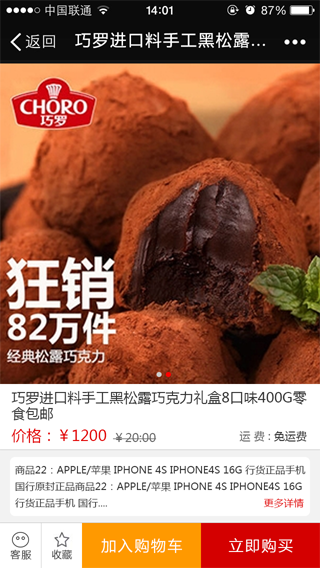 中国联通
14:01
87%
返回
巧罗进口料手工黑松露...
CHORO
巧罗
狂销
82万件
经典松露巧克力
巧罗进口料手工黑松露巧克力礼盒8口味400G零
食包邮
价格：￥1200 ￥20:00 运费：免运费
商品22：APPLE/苹果 IPHONE 4S IPHONE4S 16G 行货正品手机
国行原封正品商品22：APPLE/苹果 IPHONE 4S IPHONE4S 16G
行货正品手机 国行.... 更多详情
客服 收藏 加入购物车 立即购买